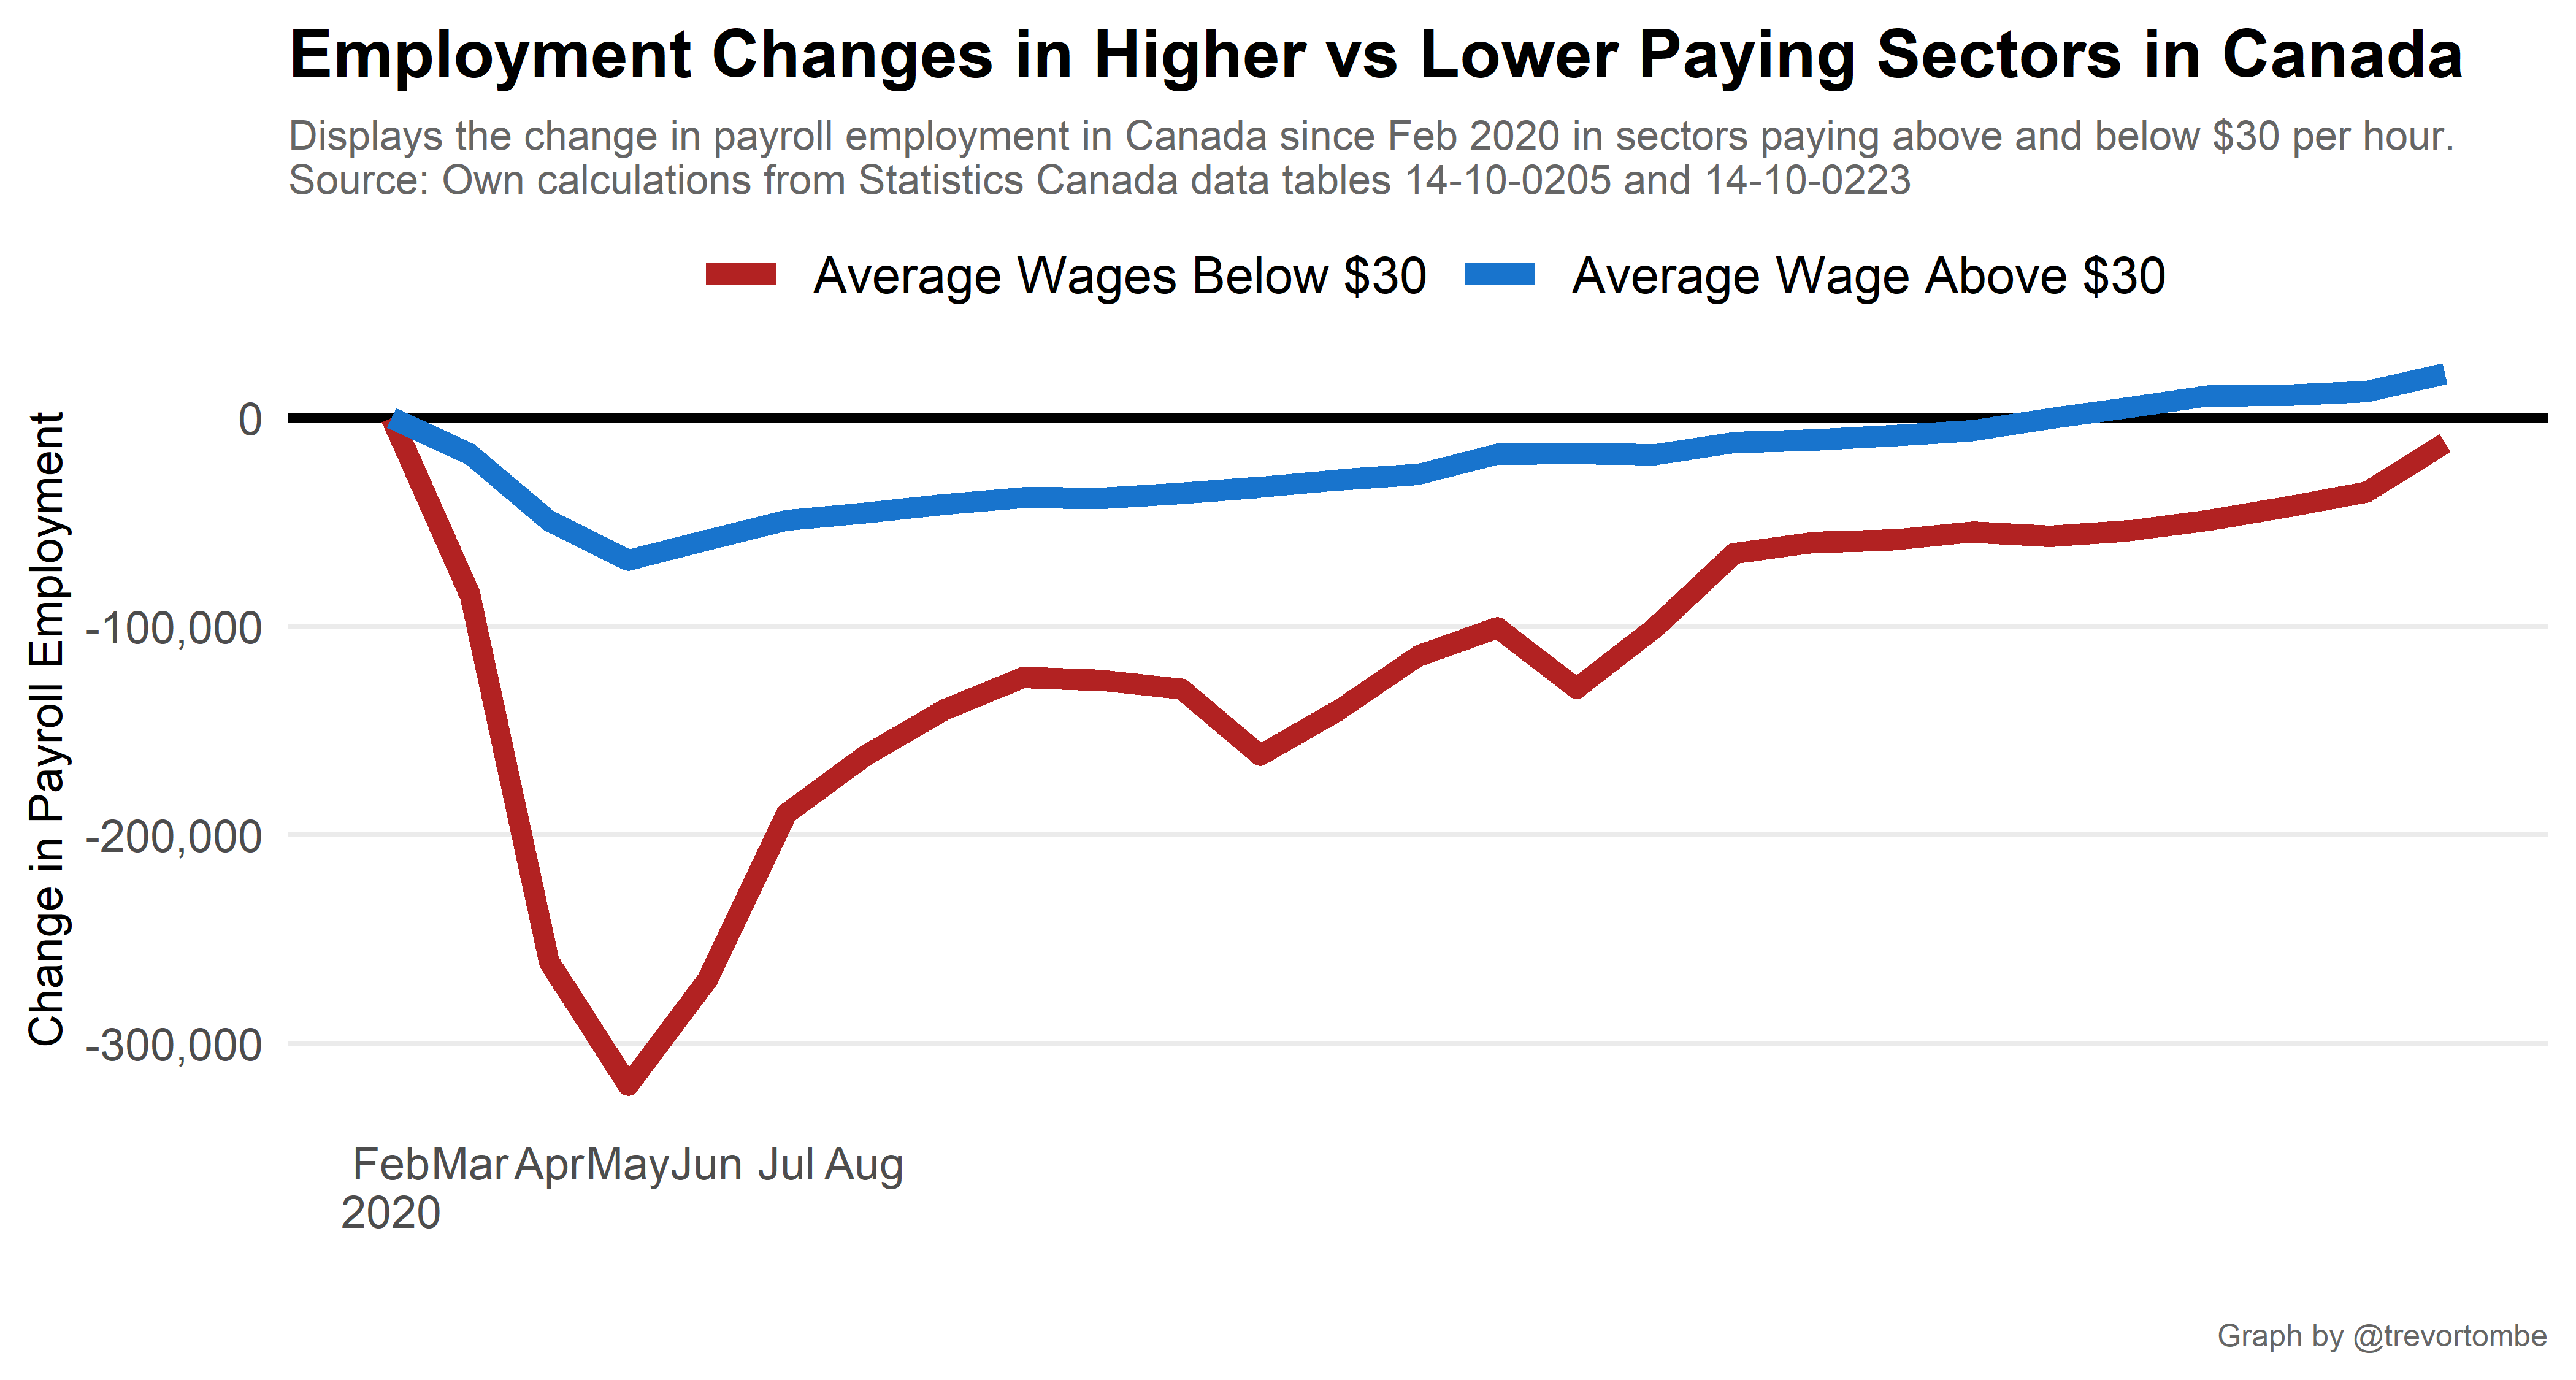 Employment Changes in Higher vs Lower Paying Sectors in Canada
Displays the change in payroll employment in Canada since Feb 2020 in sectors paying above and below $30 per hour.
Source: Own calculations from Statistics Canada data tables 14-10-0205 and 14-10-0223
Average Wages Below $30 Average Wage Above $30
Change in Payroll Employment
0
-100,000
-200,000
-300,000
Feb Mar Apr May Jun Jul Aug
2020
Graph by @trevortombe